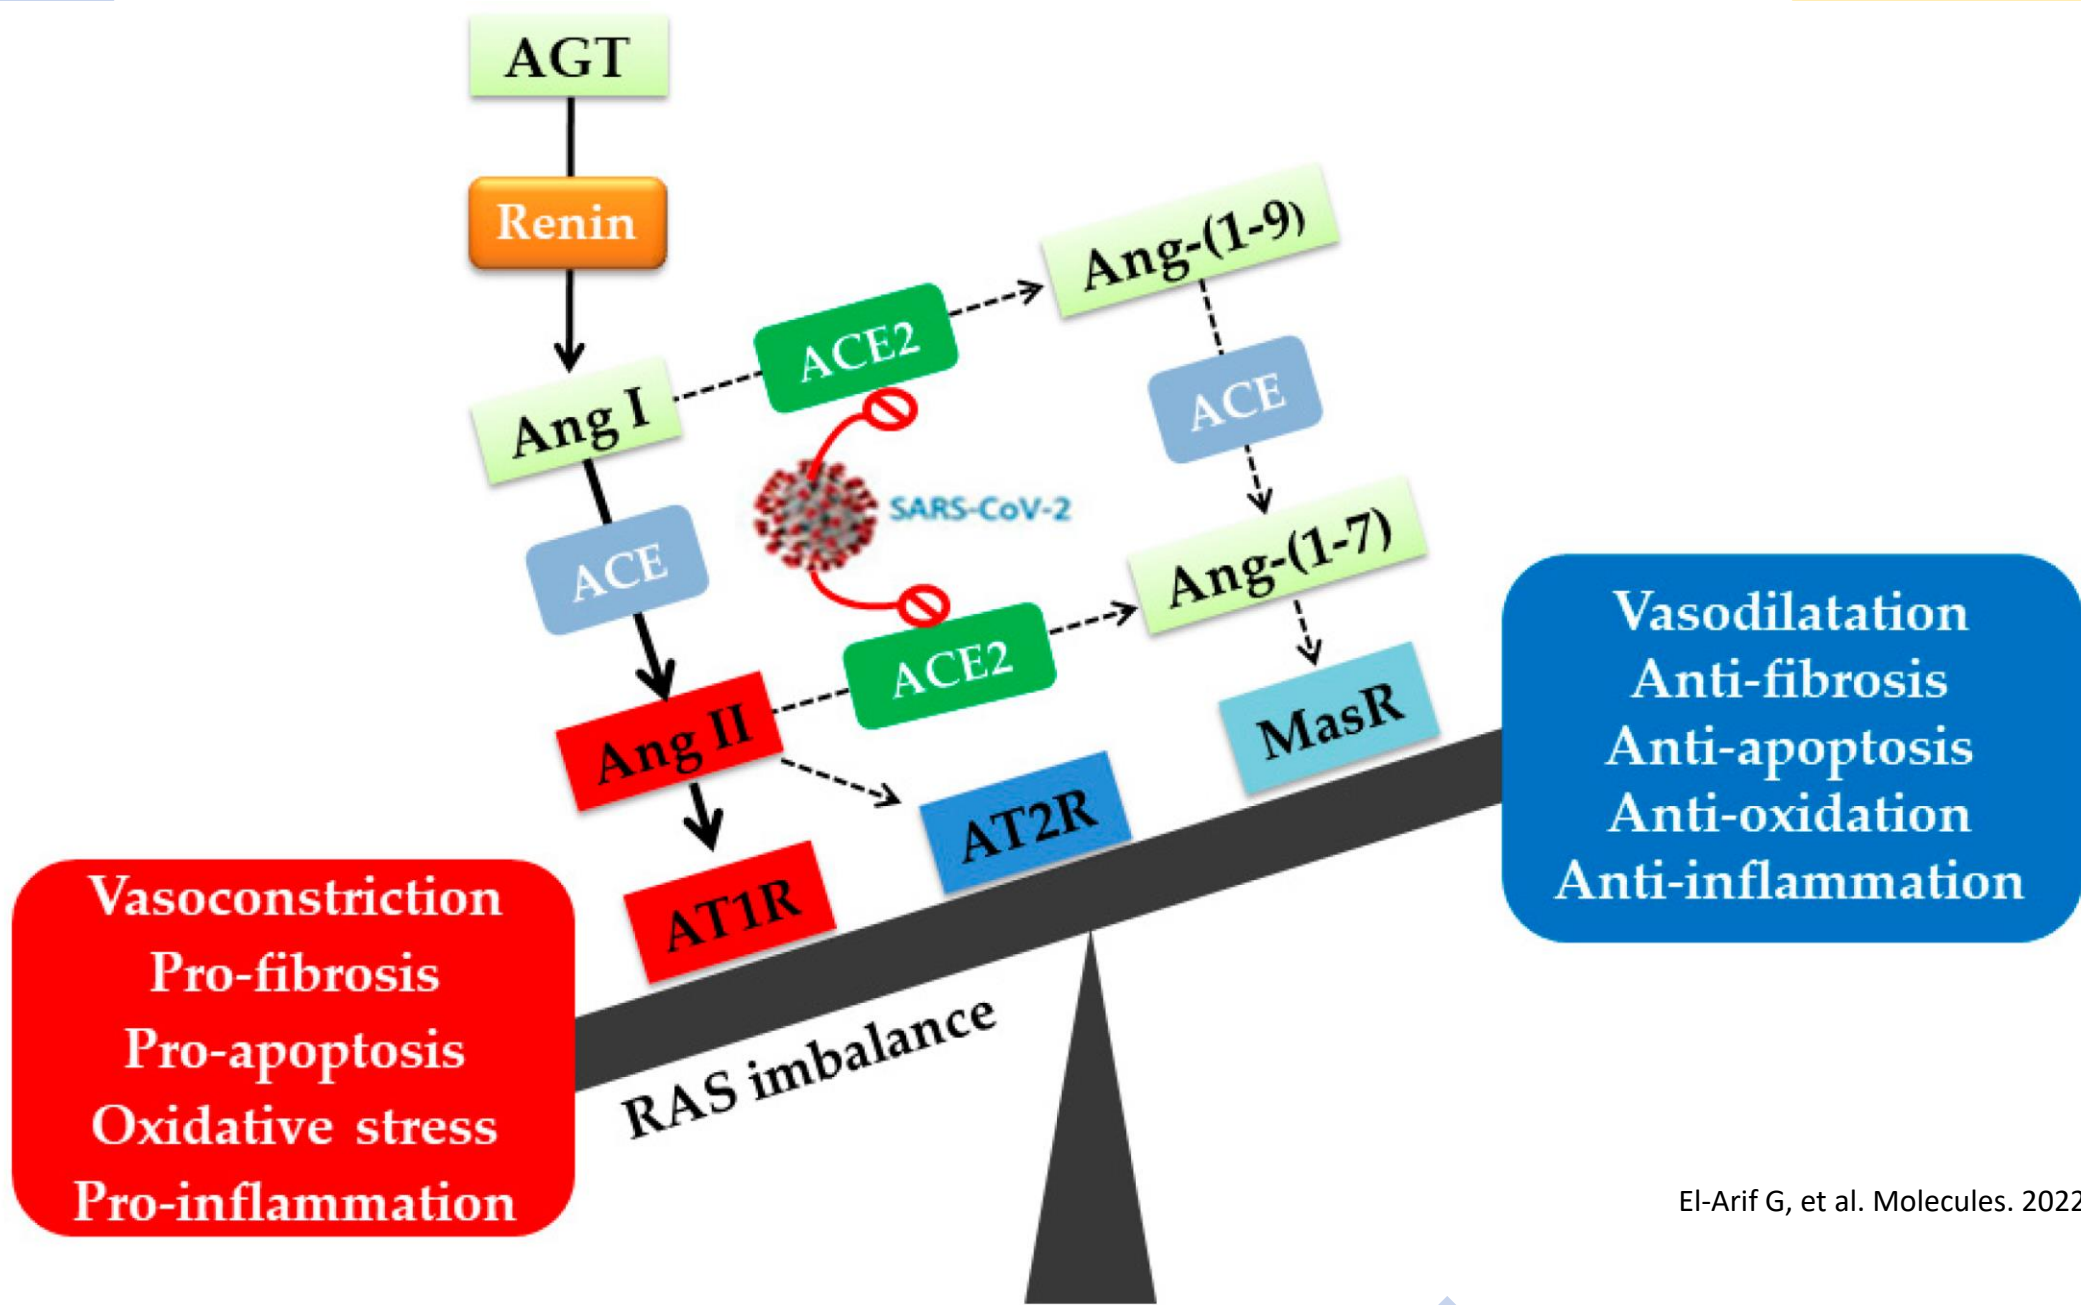 AGT
Renin
Ang-(1-9)
ACE2
Ang I
ACE
SARS-CoV-2
ACE
Ang-(1-7)
ACE2
Ang II
MasR
AT2R
AT1R
Vasodilatation
Anti-fibrosis
Anti-apoptosis
Anti-oxidation
Anti-inflammation
Vasoconstriction
Pro-fibrosis
Pro-apoptosis
Oxidative stress
Pro-inflammation
RAS imbalance
El-Arif G, et al. Molecules. 2022